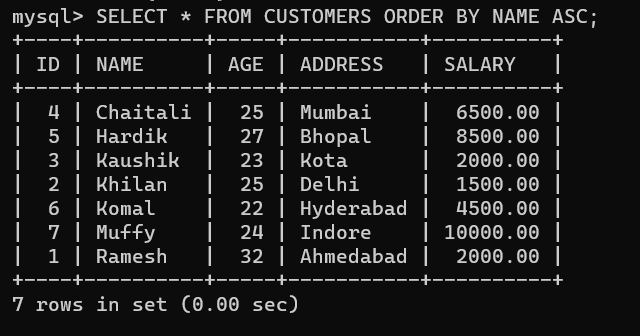 mysql> SELECT * FROM CUSTOMERS ORDER BY NAME ASC;
+----+----------+-----+-----------+----------+
| ID | NAME     | AGE | ADDRESS   | SALARY   |
+----+----------+-----+-----------+----------+
|  4 | Chaitali |  25 | Mumbai    |  6500.00 |
|  5 | Hardik   |  27 | Bhopal    |  8500.00 |
|  3 | Kaushik  |  23 | Kota      |  2000.00 |
|  2 | Khilan   |  25 | Delhi     |  1500.00 |
|  6 | Komal    |  22 | Hyderabad |  4500.00 |
|  7 | Muffy    |  24 | Indore    | 10000.00 |
|  1 | Ramesh   |  32 | Ahmedabad |  2000.00 |
+----+----------+-----+-----------+----------+
7 rows in set (0.00 sec)